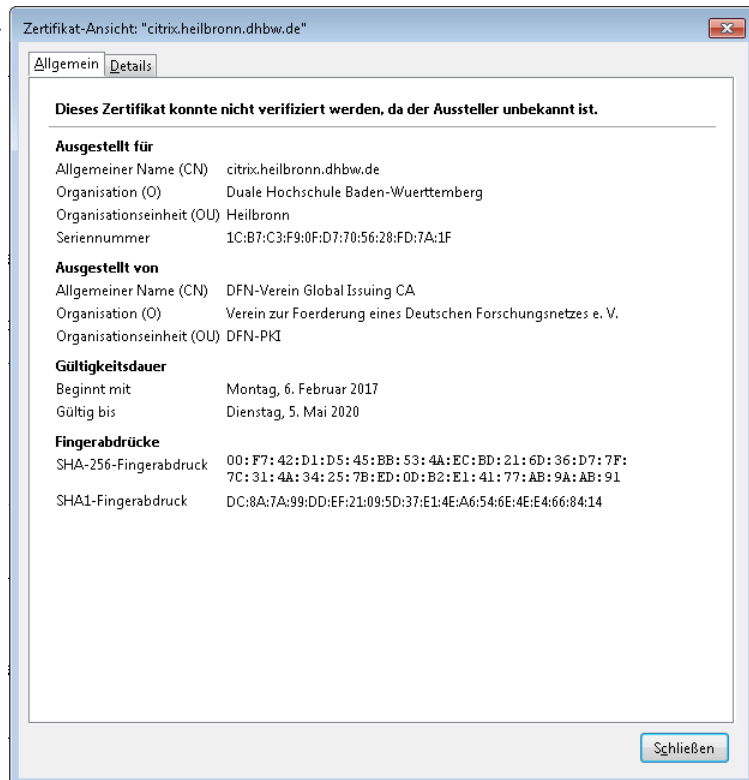 Zertifikat-Ansicht: "citrix.heilbronn.dhbw.de"
Allgemein Details
Dieses Zertifikat konnte nicht verifiziert werden, da der Aussteller unbekannt ist.
Ausgestellt für
Allgemeiner Name (CN) citrix.heilbronn.dhbw.de
Organisation (O) Duale Hochschule Baden-Wuerttemberg
Organisationseinheit (OU) Heilbronn
Seriennummer 1C:B7:C3:F9:0F:D7:70:56:28:FD:7A:1F
Ausgestellt von
Allgemeiner Name (CN) DFN-Verein Global Issuing CA
Organisation (O) Verein zur Foerderung eines Deutschen Forschungsnetzes e. V.
Organisationseinheit (OU) DFN-PKI
Gültigkeitsdauer
Beginnt mit Montag, 6. Februar 2017
Gültig bis Dienstag, 5. Mai 2020
Fingerabdrücke
SHA-256-Fingerabdruck 00:F7:42:D1:D5:45:BB:53:4A:EC:BD:21:6D:36:D7:7F:
7C:31:4A:34:25:7B:ED:0D:B2:E1:41:77:AB:9A:AB:91
SHA1-Fingerabdruck DC:8A:7A:99:DD:EF:21:09:5D:37:E1:4E:A6:54:6E:4E:E4:66:84:14
Schließen